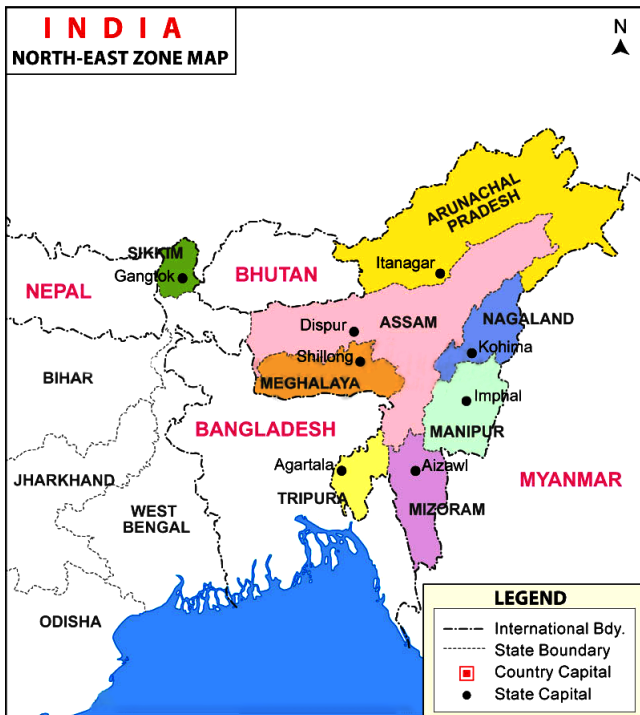 INDIA
NORTH-EAST ZONE MAP
N
ARUNACHAL
PRADESH
SIKKIM
Gangtok
Itanagar
BHUTAN
NEPAL
Dispur
ASSAM
NAGALAND
Shillong
Kohima
BIHAR
MEGHALAYA
Imphal
BANGLADESH
MANIPUR
Agartala
Aizawl
JHARKHAND
MYANMAR
TRIPURA
MIZORAM
WEST
BENGAL
ODISHA
LEGEND
International Bdy.
State Boundary
Country Capital
State Capital